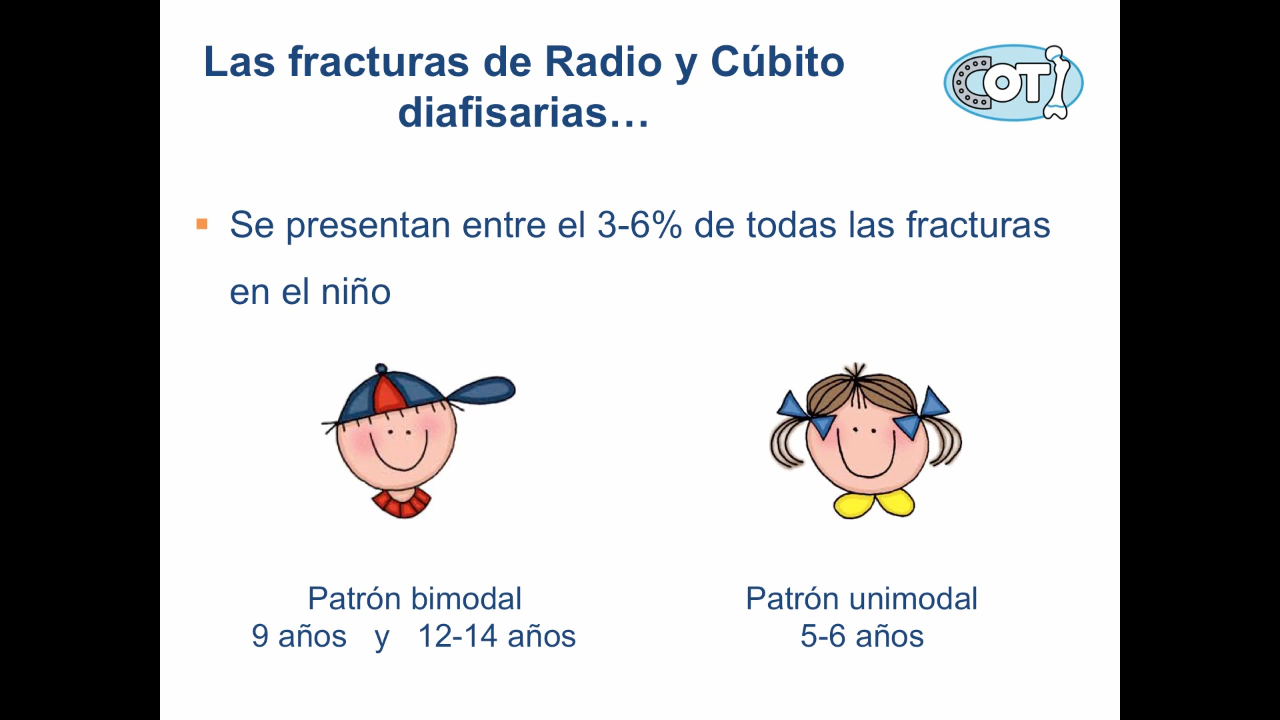 Las fracturas de Radio y Cúbito
diafisarias…
COTI
▪ Se presentan entre el 3-6% de todas las fracturas
en el niño
Patrón bimodal
9 años y 12-14 años
Patrón unimodal
5-6 años